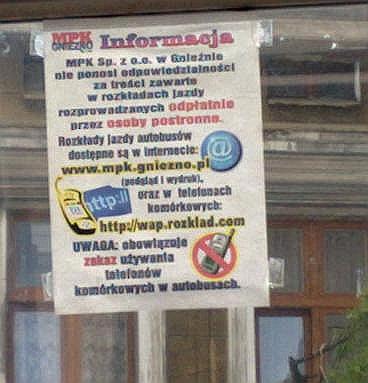 MPK
GNIEZNO
Informacja
MPK Sp. z o.o. w Gnieźnie
nie ponosi odpowiedzialności
za treści zawarte
w rozkładach jazdy
rozprowadzanych odpłatnie
przez osoby postronne.
Rozkłady jazdy autobusów
dostępne są w internecie:
@
www.mpk.gniezno.pl
(podgląd i wydruk),
http://
oraz w telefonach
komórkowych:
http://wap.rozklad.com
UWAGA: obowiązuje
zakaz używania
telefonów
komórkowych w autobusach.